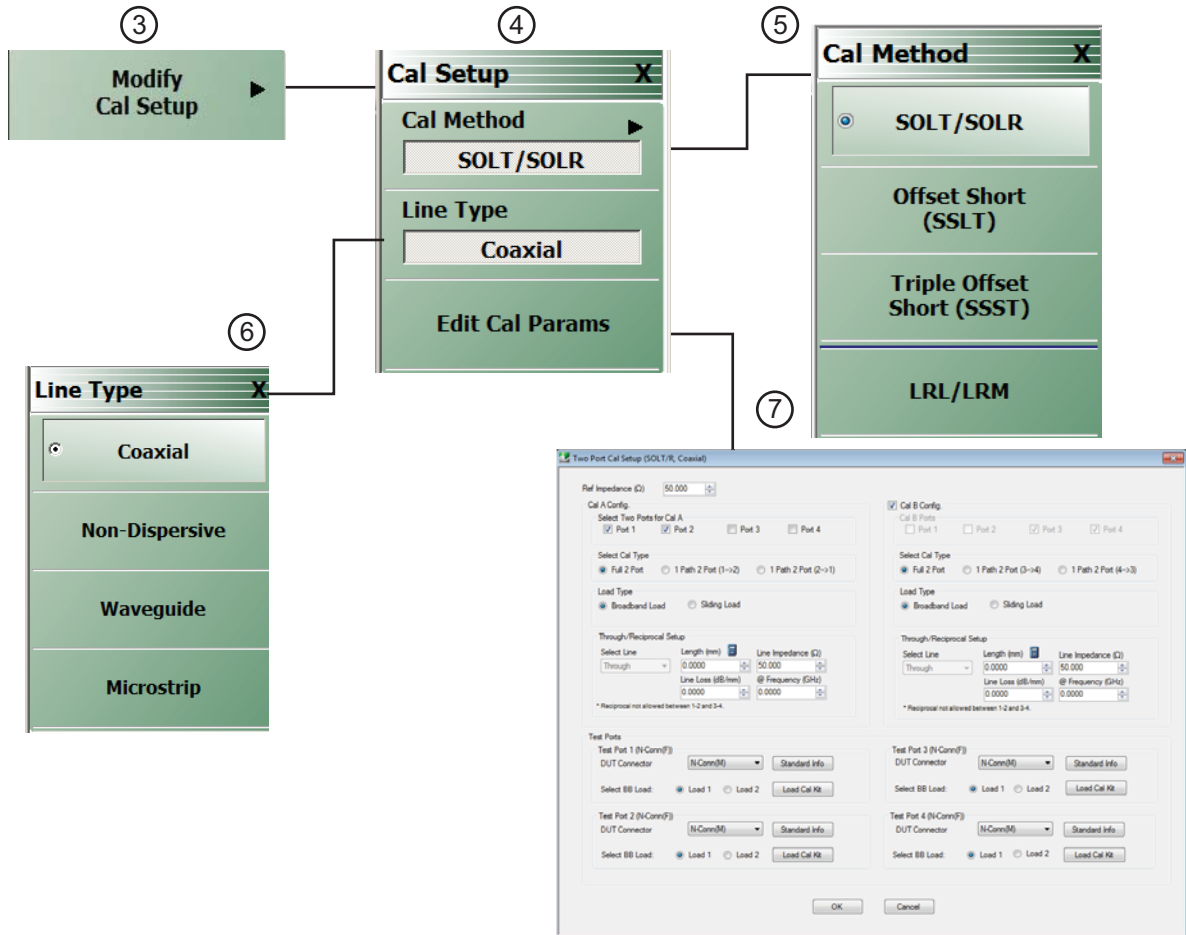 3
Modify
Cal Setup
4
Cal Setup X
Cal Method
SOLT/SOLR
Line Type
Coaxial
Edit Cal Params
5
Cal Method X
SOLT/SOLR
Offset Short
(SSLT)
Triple Offset
Short (SSST)
LRL/LRM
6
Line Type X
Coaxial
Non-Dispersive
Waveguide
Microstrip
7
Two Port Cal Setup (SOLT/R, Coaxial)
Ref Impedance (Ω) 50.000
Cal A Config.
Select Two Ports for Cal A
Port 1 Port 2 Port 3 Port 4
Select Cal Type
Full 2 Port 1 Path 2 Port (1->2) 1 Path 2 Port (2->1)
Load Type
Broadband Load Sliding Load
Through/Reciprocal Setup
Select Line Length (mm) Line Impedance (Ω)
Through 0.0000 50.000
Line Loss (dB/mm) @ Frequency (GHz)
0.0000 0.0000
* Reciprocal not allowed between 1-2 and 3-4.
Cal B Config.
Cal B Ports
Port 1 Port 2 Port 3 Port 4
Select Cal Type
Full 2 Port 1 Path 2 Port (3->4) 1 Path 2 Port (4->3)
Load Type
Broadband Load Sliding Load
Through/Reciprocal Setup
Select Line Length (mm) Line Impedance (Ω)
Through 0.0000 50.000
Line Loss (dB/mm) @ Frequency (GHz)
0.0000 0.0000
* Reciprocal not allowed between 1-2 and 3-4.
Test Ports
Test Port 1 (N-Conn(F))
DUT Connector N-Conn(M) Standard Info
Select BB Load: Load 1 Load 2 Load Cal Kit
Test Port 3 (N-Conn(F))
DUT Connector N-Conn(M) Standard Info
Select BB Load: Load 1 Load 2 Load Cal Kit
Test Port 2 (N-Conn(F))
DUT Connector N-Conn(M) Standard Info
Select BB Load: Load 1 Load 2 Load Cal Kit
Test Port 4 (N-Conn(F))
DUT Connector N-Conn(M) Standard Info
Select BB Load: Load 1 Load 2 Load Cal Kit
OK Cancel